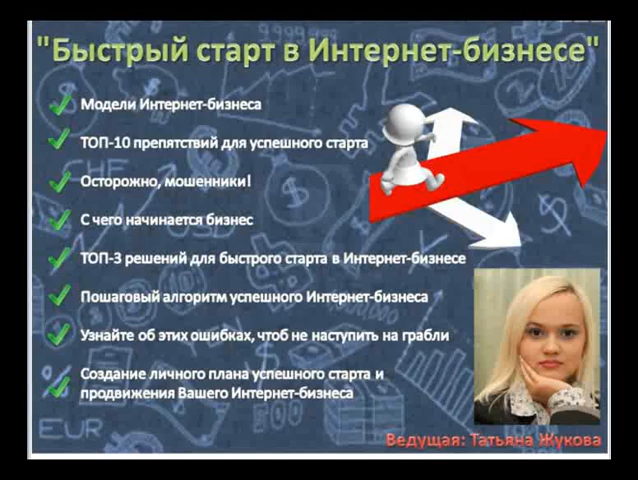 "Быстрый старт в Интернет-бизнесе"
Модели Интернет-бизнеса
ТОП-10 препятствий для успешного старта
Осторожно, мошенники!
С чего начинается бизнес
ТОП-3 решений для быстрого старта в Интернет-бизнесе
Пошаговый алгоритм успешного Интернет-бизнеса
Узнайте об этих ошибках, чтоб не наступить на грабли
Создание личного плана успешного старта и
продвижения Вашего Интернет-бизнеса
CHF
EUR
Ведущая: Татьяна Жукова